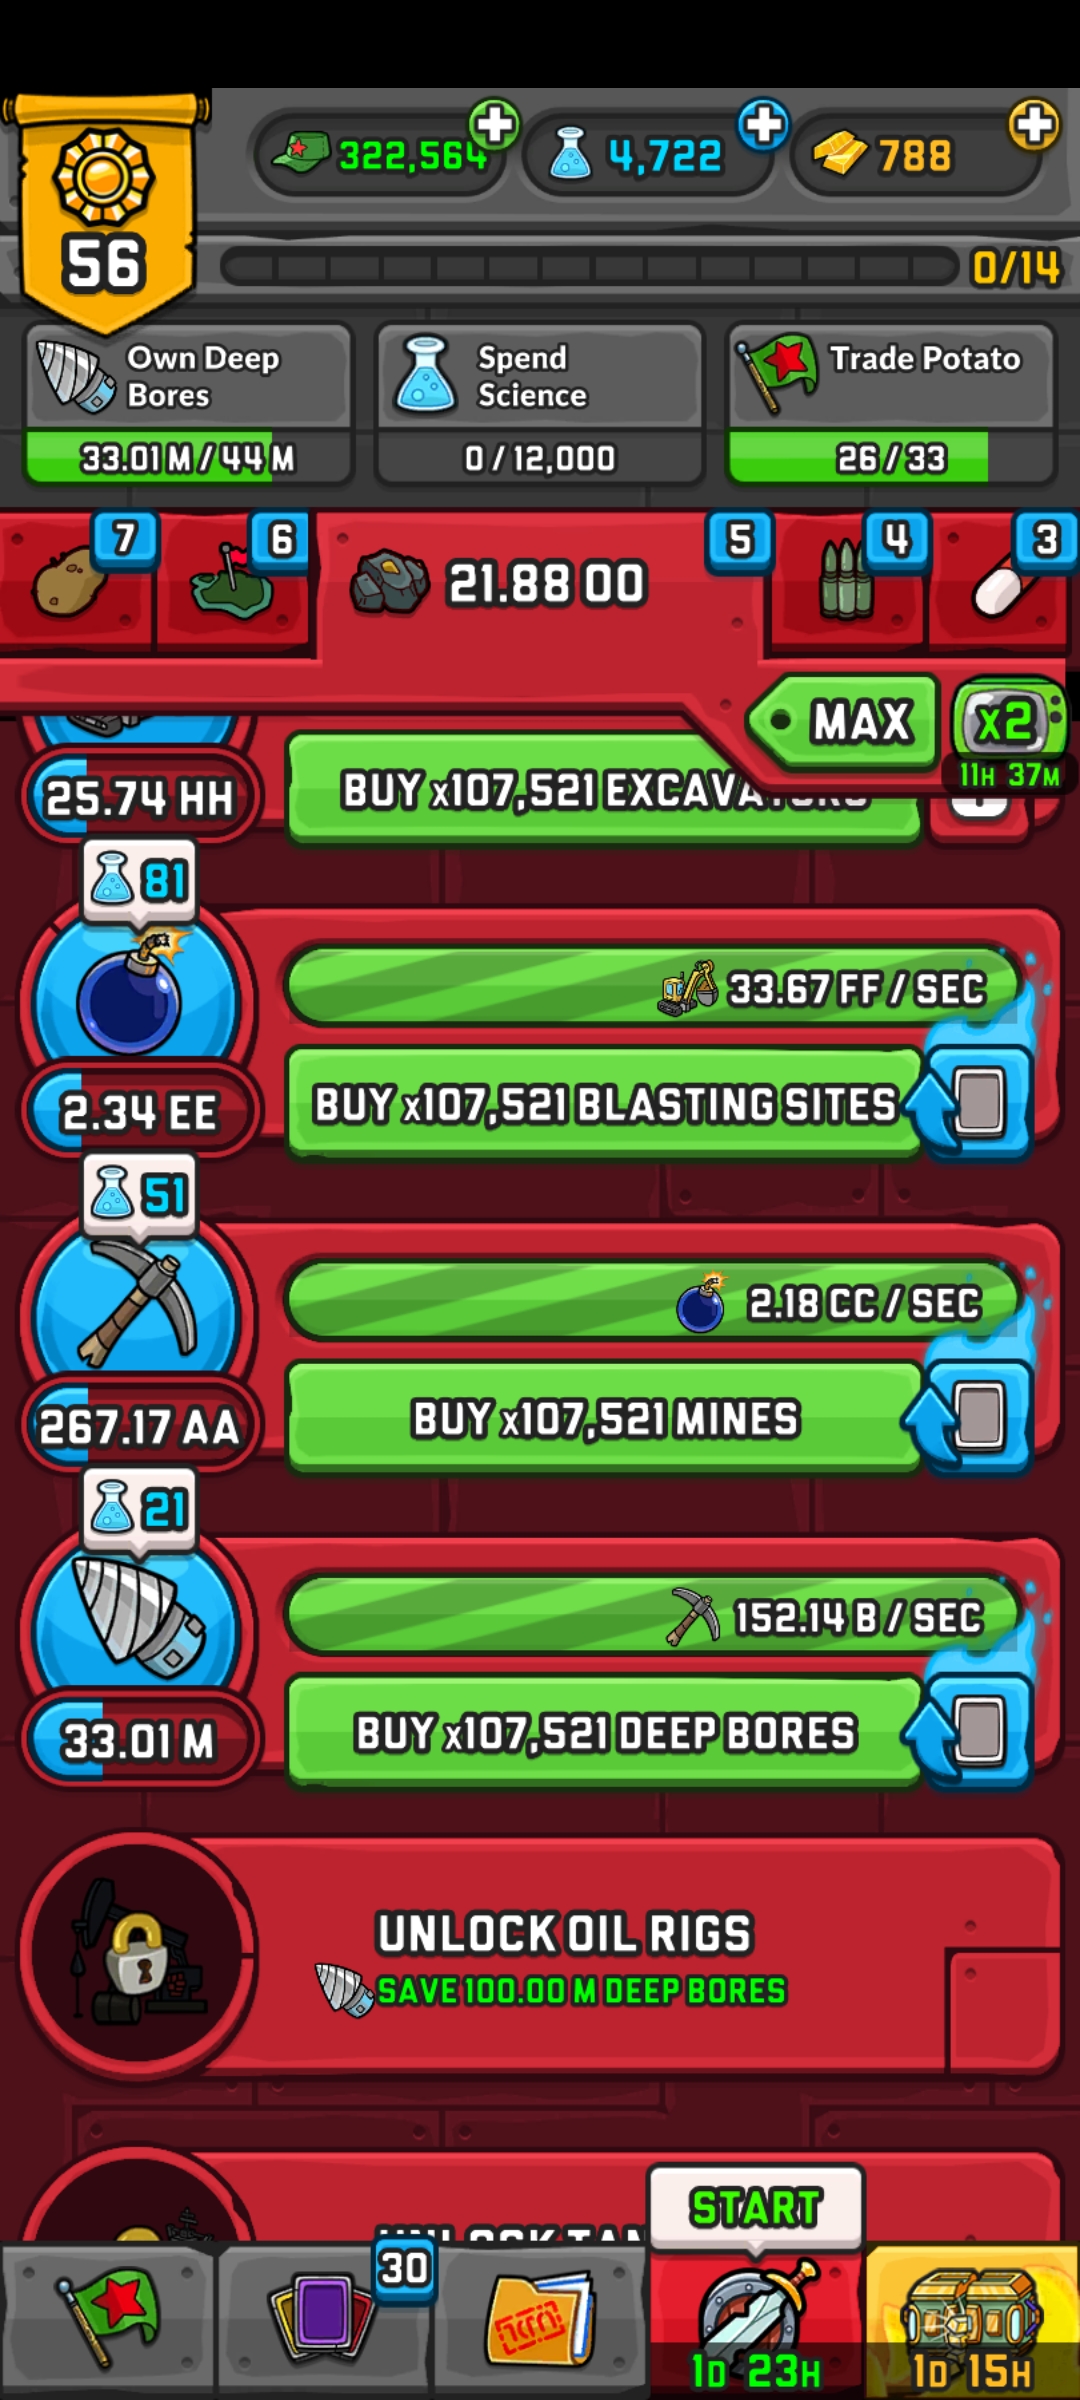 322,564
4,722
788
56
0/14
Own Deep
Bores
Spend
Science
Trade Potato
33.01 M / 44 M
0 / 12,000
26 / 33
7
6
21.88 OO
5
4
3
MAX
x2
11H 37M
25.74 HH
BUY x107,521 EXCAVATORS
81
33.67 FF / SEC
2.34 EE
BUY x107,521 BLASTING SITES
51
2.18 CC / SEC
267.17 AA
BUY x107,521 MINES
21
152.14 B / SEC
33.01 M
BUY x107,521 DEEP BORES
UNLOCK OIL RIGS
SAVE 100.00 M DEEP BORES
UNLOCK TAN
START
30
1D 23H
1D 15H